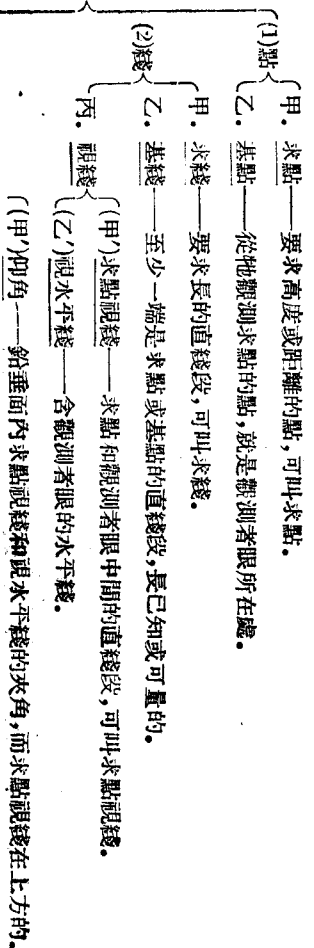 (1)點
甲．求點——要求高度或距離的點，可叫求點。
乙．基點——從牠觀測求點的點，就是觀測者眼所在處。
(2)綫
甲．求綫——要求長的直綫段，可叫求綫。
乙．基綫——至少一端是求點或基點的直綫段，長已知或可量的。
丙．視綫
(甲′)求點視綫——求點和觀測者眼中間的直綫段，可叫求點視綫。
(乙′)視水平綫——含觀測者眼的水平綫。
(甲′)仰角——鉛垂面內求點視綫和視水平綫的夾角，而求點視綫在上方的。